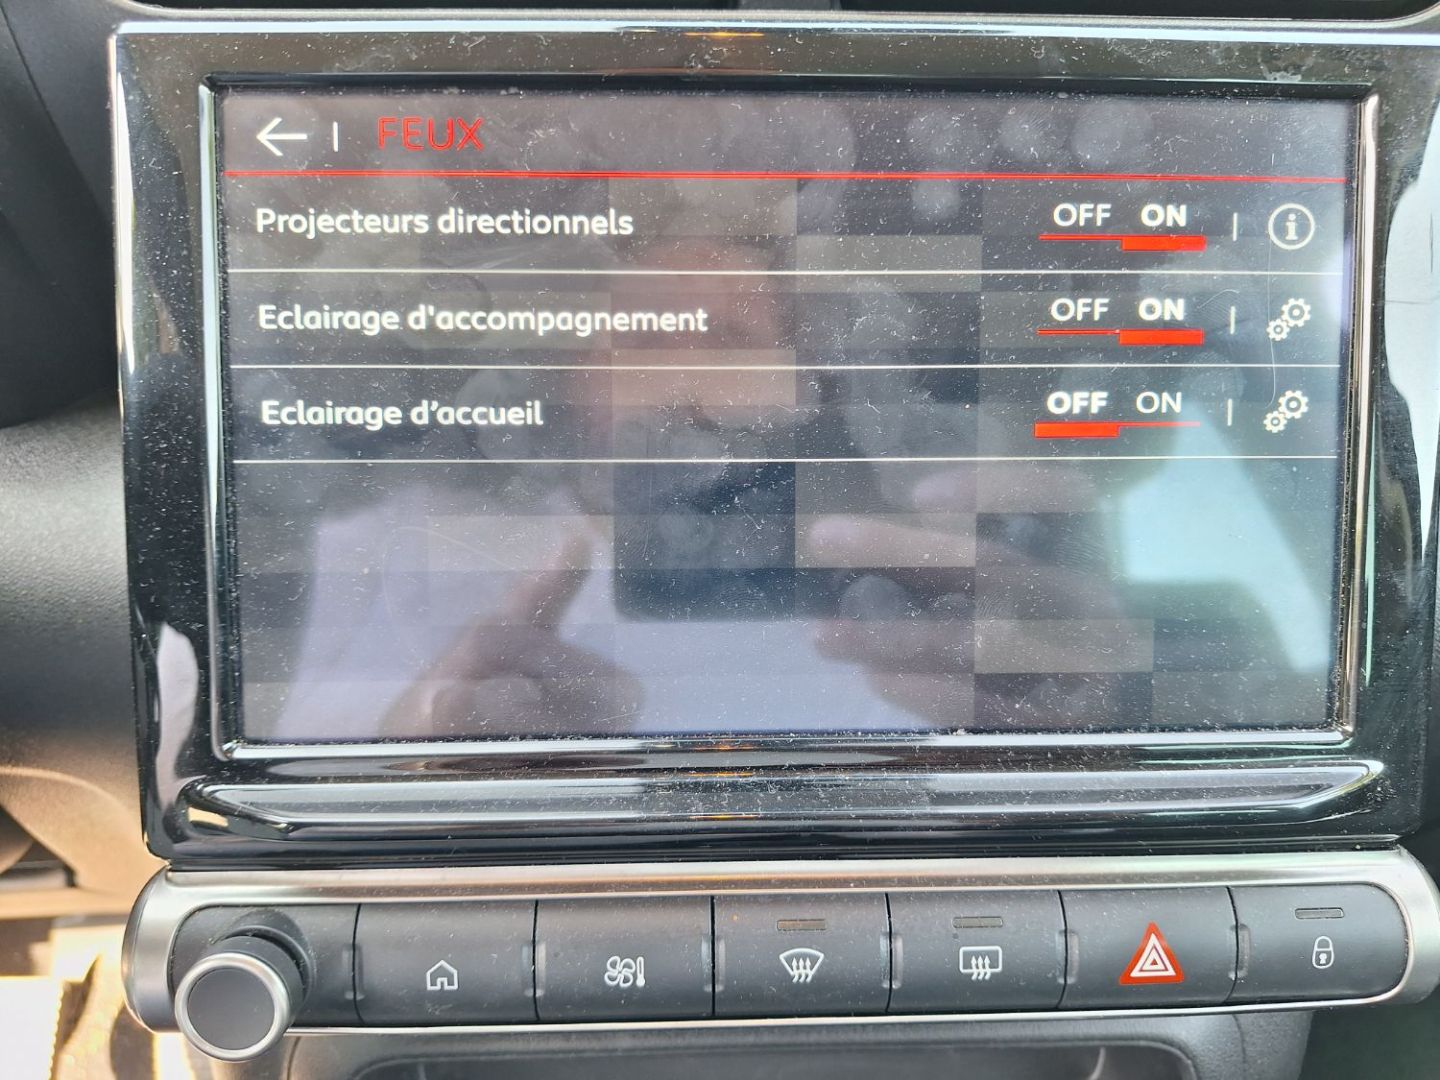 FEUX
Projecteurs directionnels OFF ON
Eclairage d'accompagnement OFF ON
Eclairage d’accueil OFF ON